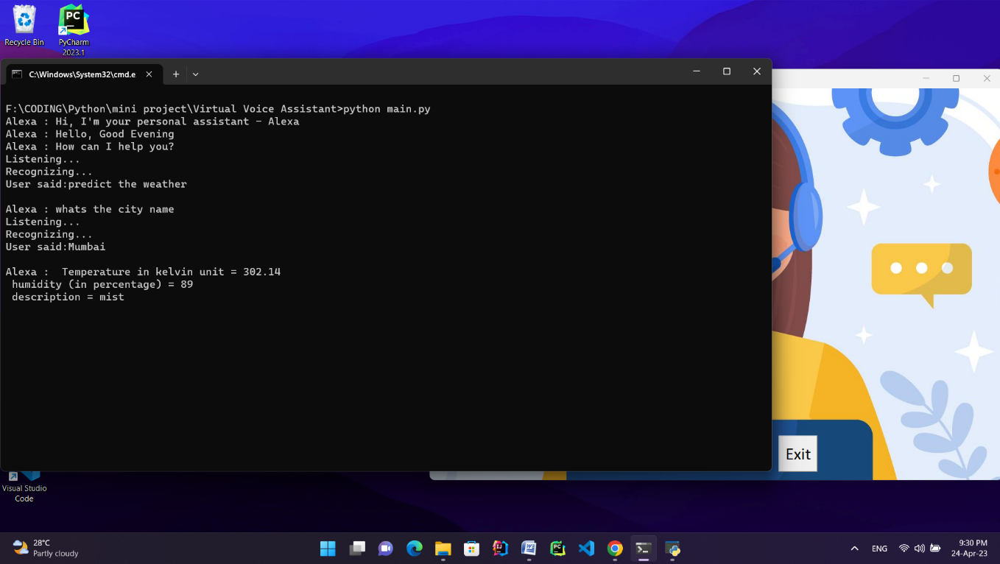 Recycle Bin
PC
PyCharm
2023.1
C:\Windows\System32\cmd.e
F:\CODING\Python\mini project\Virtual Voice Assistant>python main.py
Alexa : Hi, I'm your personal assistant - Alexa
Alexa : Hello, Good Evening
Alexa : How can I help you?
Listening...
Recognizing...
User said:predict the weather
Alexa : whats the city name
Listening...
Recognizing...
User said:Mumbai
Alexa :  Temperature in kelvin unit = 302.14
humidity (in percentage) = 89
description = mist
Exit
Visual Studio
Code
28°C
Partly cloudy
IJ
W
PC
ENG
9:30 PM
24-Apr-23